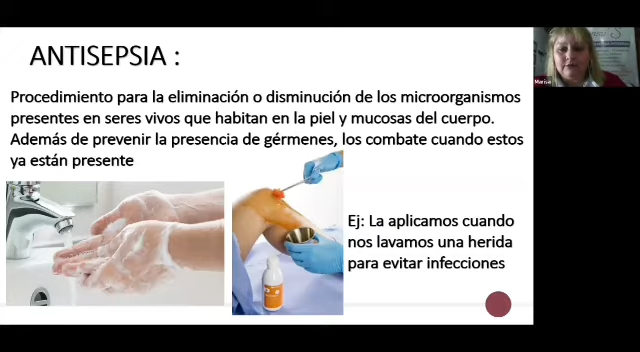 ANTISEPSIA :
Procedimiento para la eliminación o disminución de los microorganismos
presentes en seres vivos que habitan en la piel y mucosas del cuerpo.
Además de prevenir la presencia de gérmenes, los combate cuando estos
ya están presente
Ej: La aplicamos cuando
nos lavamos una herida
para evitar infecciones